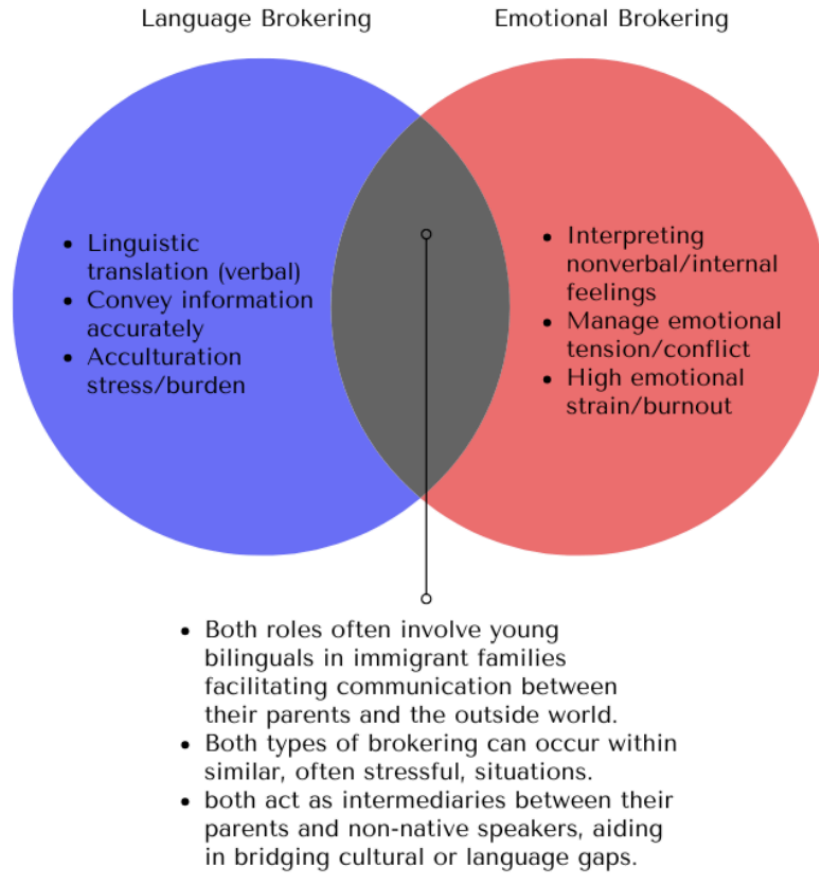 Language Brokering
Emotional Brokering
• Linguistic
translation (verbal)
• Convey information
accurately
• Acculturation
stress/burden
• Interpreting
nonverbal/internal
feelings
• Manage emotional
tension/conflict
• High emotional
strain/burnout
• Both roles often involve young
bilinguals in immigrant families
facilitating communication between
their parents and the outside world.
• Both types of brokering can occur within
similar, often stressful, situations.
• both act as intermediaries between their
parents and non-native speakers, aiding
in bridging cultural or language gaps.